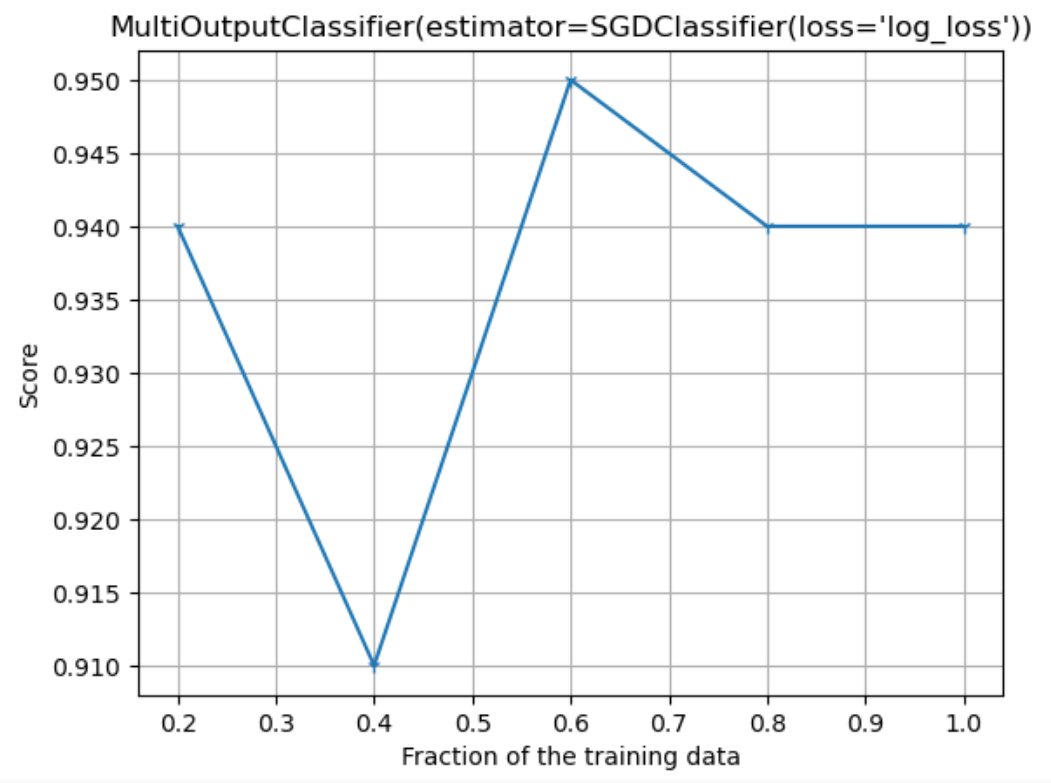 MultiOutputClassifier(estimator=SGDClassifier(loss='log_loss'))
0.950
0.945
0.940
0.935
0.930
0.925
0.920
0.915
0.910
Score
0.2 0.3 0.4 0.5 0.6 0.7 0.8 0.9 1.0
Fraction of the training data